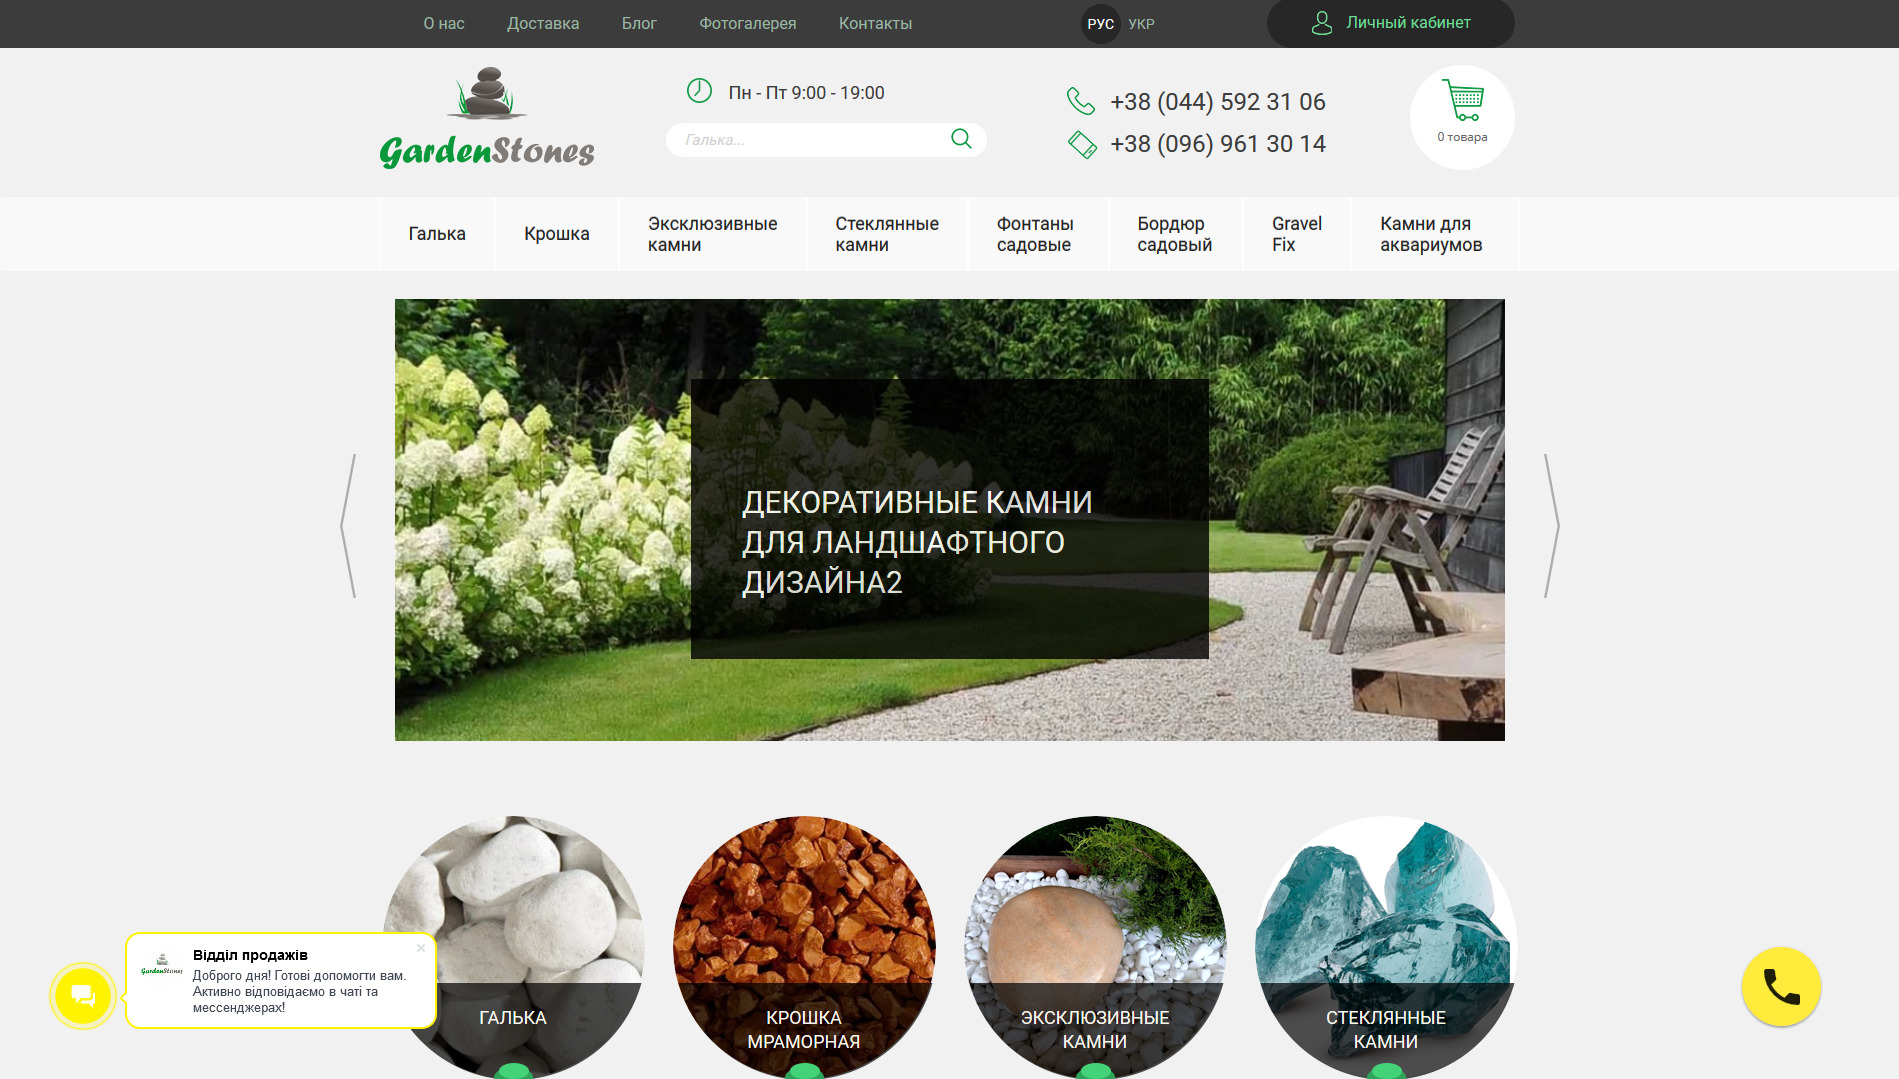 О нас
Доставка
Блог
Фотогалерея
Контакты
РУС
УКР
Личный кабинет
GardenStones
Пн - Пт 9:00 - 19:00
Галька...
+38 (044) 592 31 06
+38 (096) 961 30 14
0 товара
Галька
Крошка
Эксклюзивные
камни
Стеклянные
камни
Фонтаны
садовые
Бордюр
садовый
Gravel
Fix
Камни для
аквариумов
ДЕКОРАТИВНЫЕ КАМНИ
ДЛЯ ЛАНДШАФТНОГО
ДИЗАЙНА2
ГАЛЬКА
КРОШКА
МРАМОРНАЯ
ЭКСКЛЮЗИВНЫЕ
КАМНИ
СТЕКЛЯННЫЕ
КАМНИ
GardenStones
Відділ продажів
Доброго дня! Готові допомогти вам.
Активно відповідаємо в чаті та
мессенджерах!